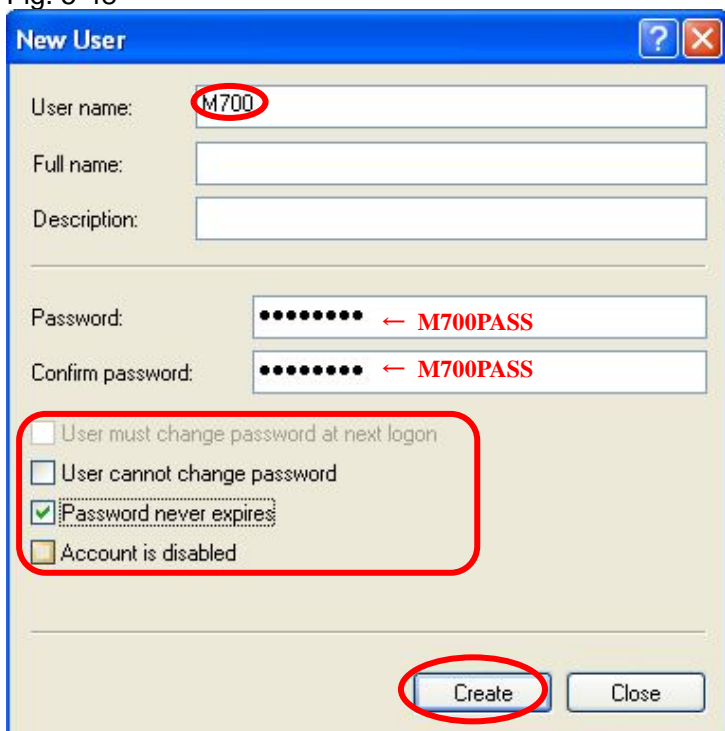 New User
User name: M700
Full name:
Description:
Password: ●●●●●●●● ← M700PASS
Confirm password: ●●●●●●●● ← M700PASS
User must change password at next logon
User cannot change password
Password never expires
Account is disabled
Create Close